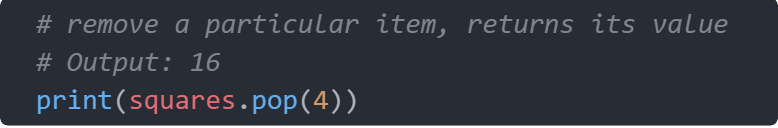 # remove a particular item, returns its value
# Output: 16
print(squares.pop(4))